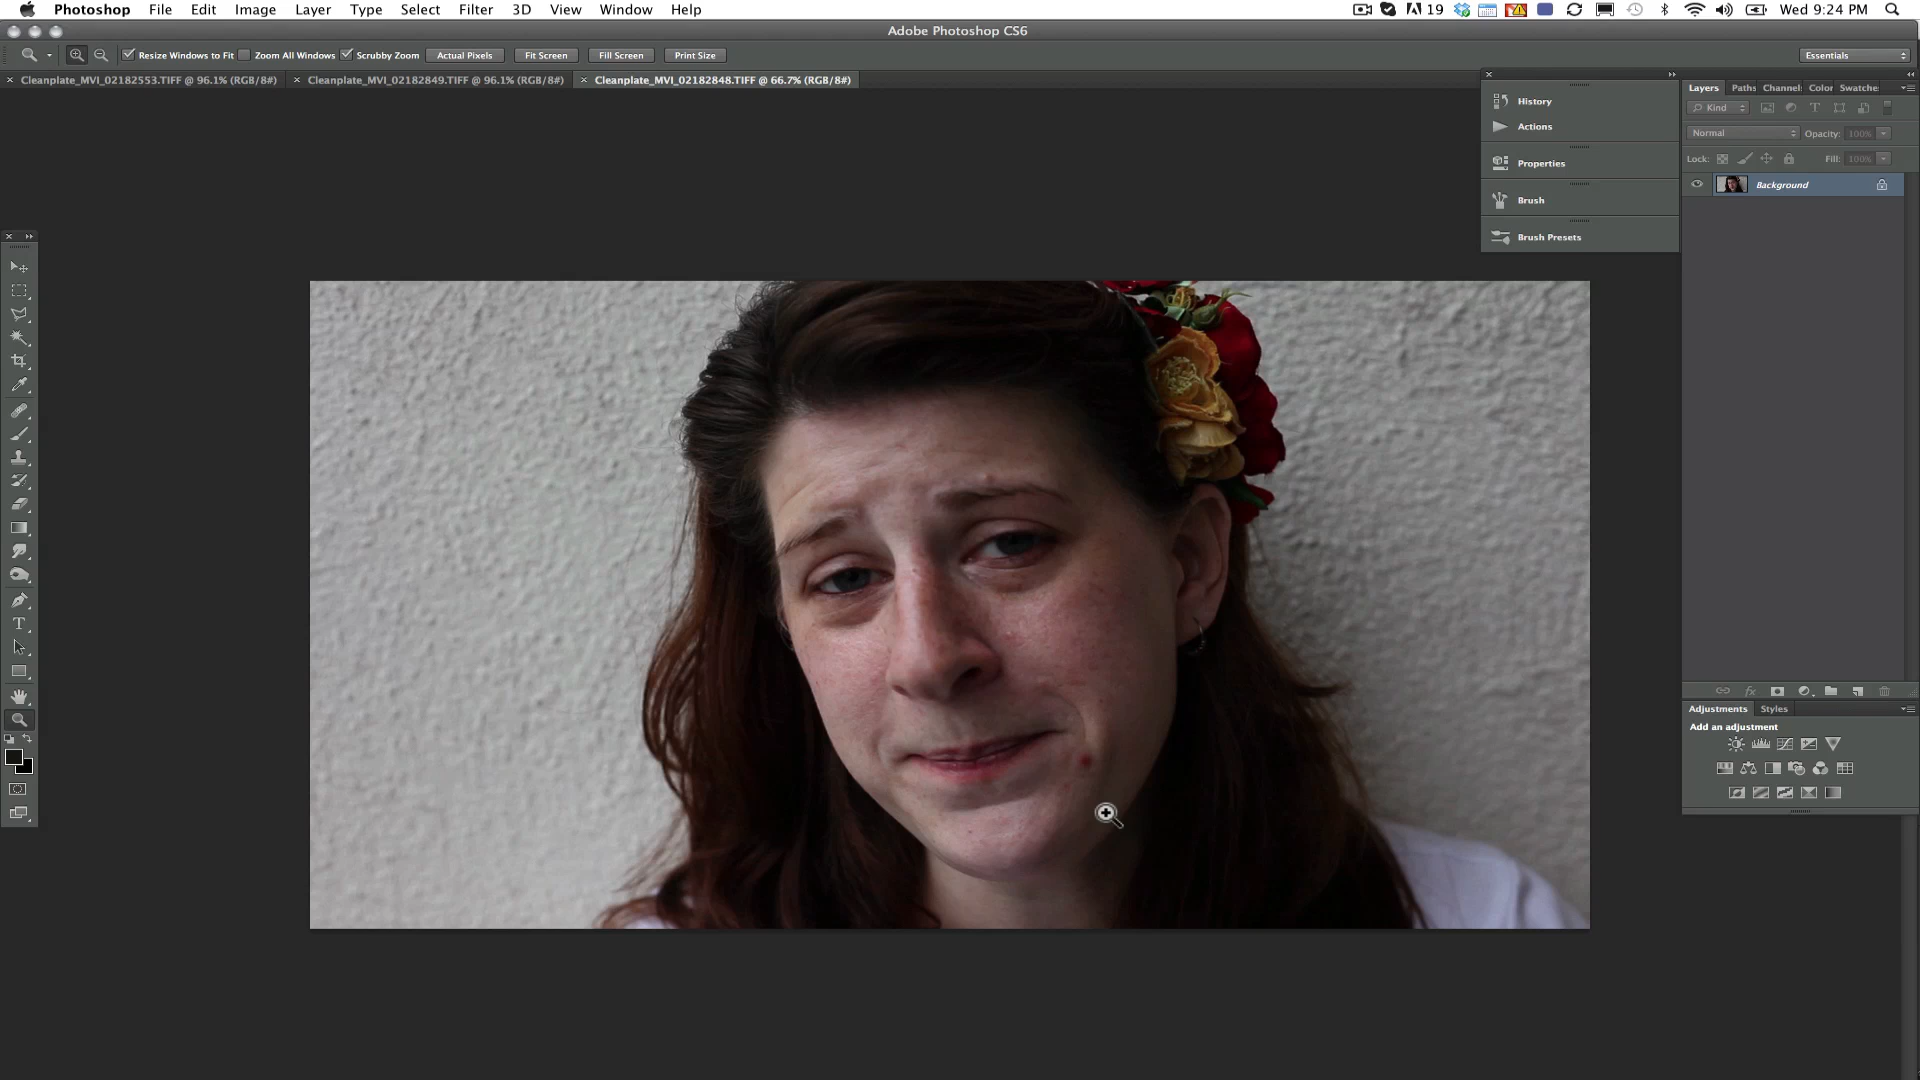 Photoshop File Edit Image Layer Type Select Filter 3D View Window Help 19 Wed 9:24 PM
Adobe Photoshop CS6
Resize Windows to Fit Zoom All Windows Scrubby Zoom Actual Pixels Fit Screen Fill Screen Print Size Essentials
Cleanplate_MVI_02182553.TIFF @ 96.1% (RGB/8#) Cleanplate_MVI_02182849.TIFF @ 96.1% (RGB/8#) Cleanplate_MVI_02182848.TIFF @ 66.7% (RGB/8#)
History
Actions
Properties
Brush
Brush Presets
Layers Paths Channel Color Swatche
Kind
Normal Opacity: 100%
Lock: Fill: 100%
Background
Adjustments Styles
Add an adjustment